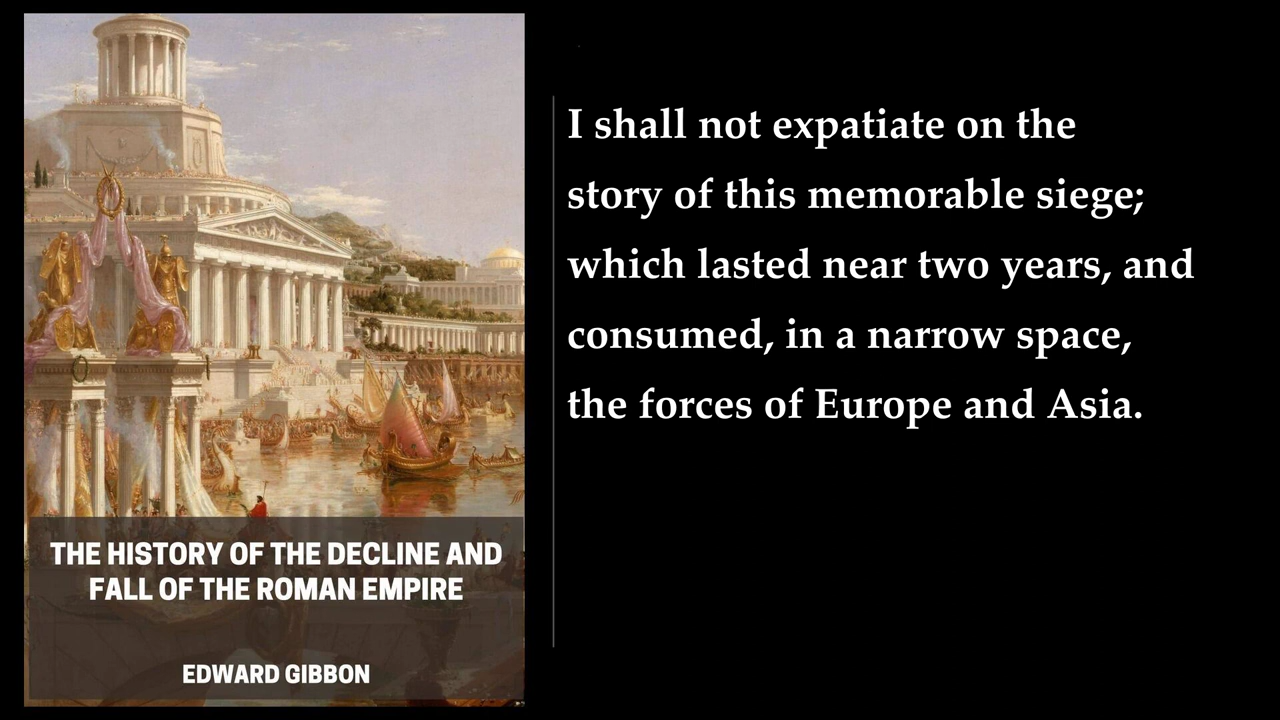 I shall not expatiate on the
story of this memorable siege;
which lasted near two years, and
consumed, in a narrow space,
the forces of Europe and Asia.
THE HISTORY OF THE DECLINE AND
FALL OF THE ROMAN EMPIRE
EDWARD GIBBON